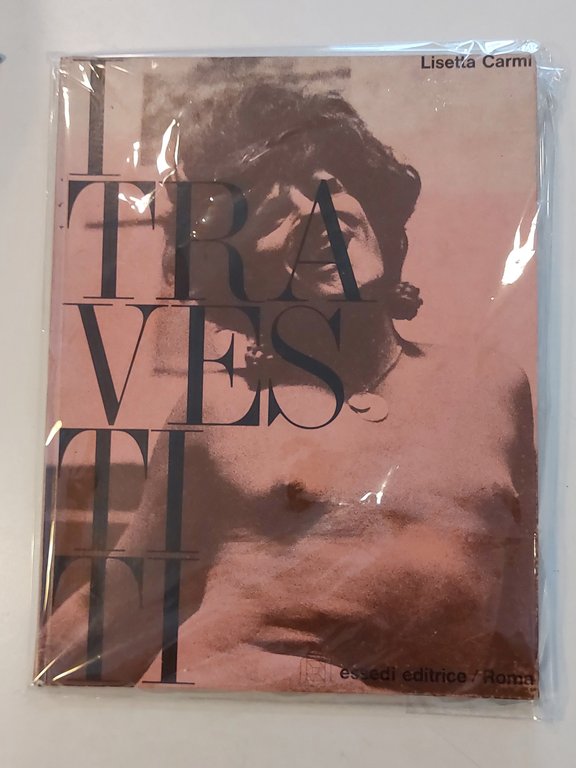 Lisetta Carmi
I
TRA
VES
TI
TI
essedi editrice / Roma